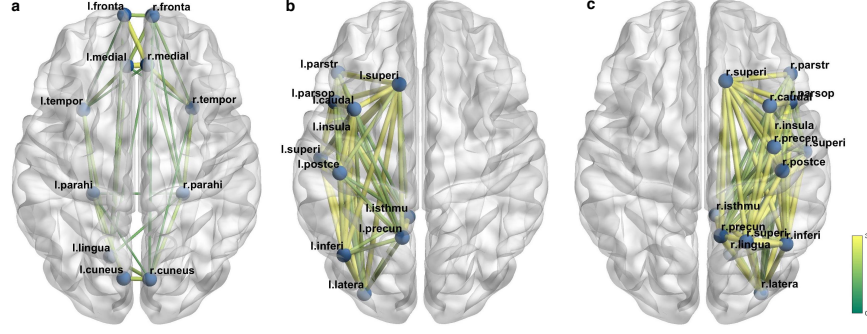 a
l.fronta
r.fronta
l.medial
r.medial
l.tempor
r.tempor
l.parahi
r.parahi
l.lingua
l.cuneus
r.cuneus
b
l.parstr
l.superi
l.parsop
l.caudal
l.insula
l.superi
l.postce
l.isthmu
l.precun
l.inferi
l.latera
c
r.superi
r.parstr
r.caudal
r.parsop
r.insula
r.precen
r.superi
r.postce
r.isthmu
r.precun
r.superi
r.inferi
r.lingua
r.latera